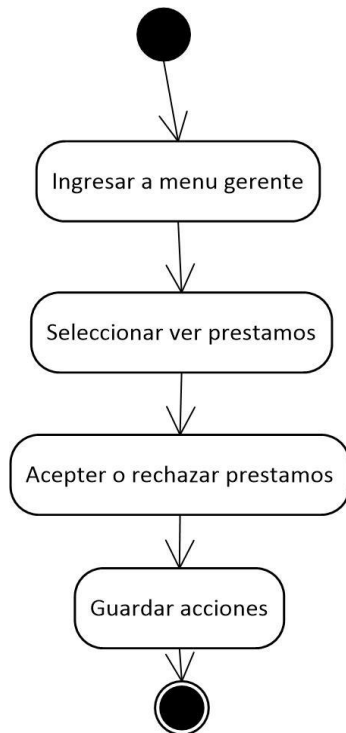 Ingresar a menu gerente
Seleccionar ver prestamos
Acepter o rechazar prestamos
Guardar acciones